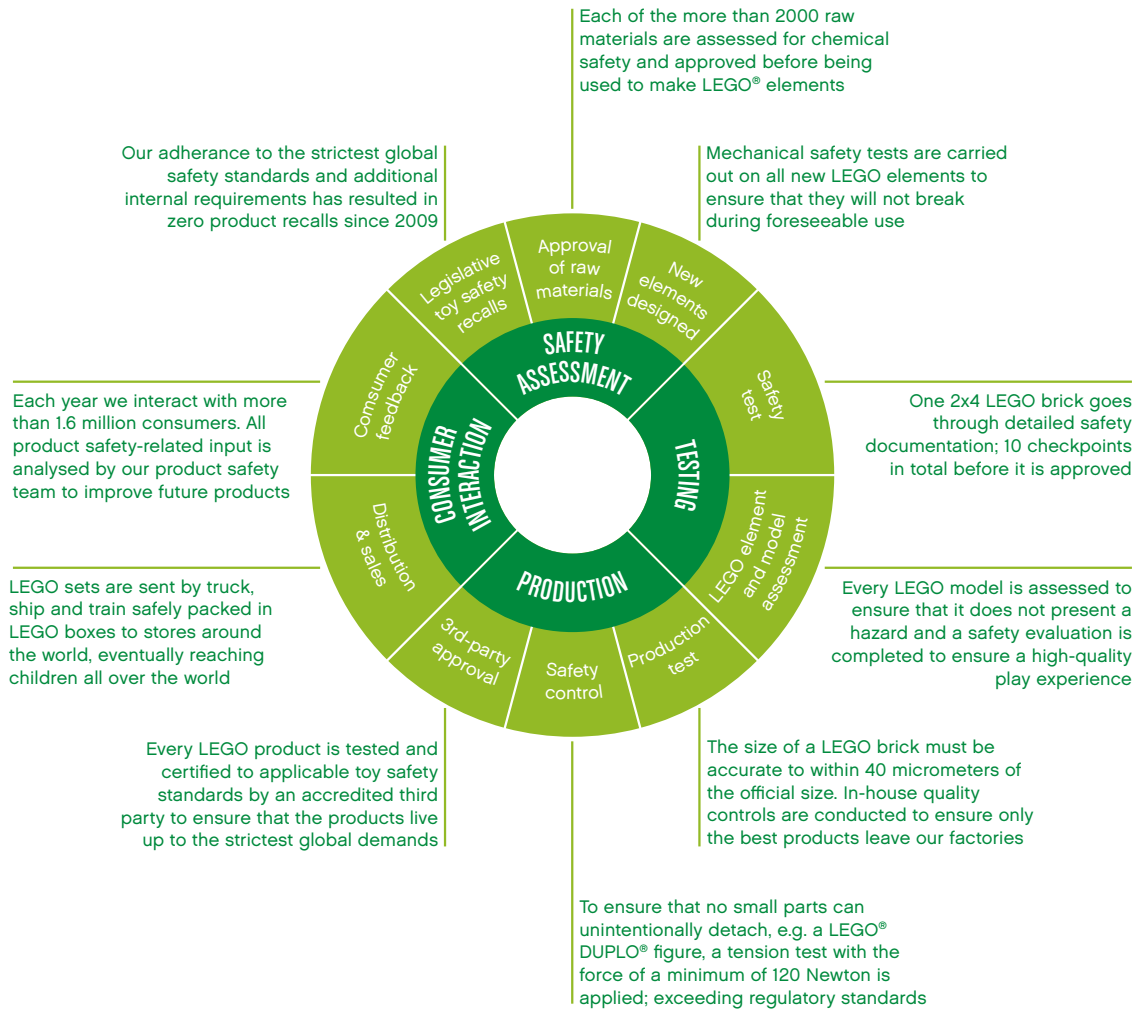 Each of the more than 2000 raw
materials are assessed for chemical
safety and approved before being
used to make LEGO® elements
Our adherence to the strictest global
safety standards and additional
internal requirements has resulted in
zero product recalls since 2009
Mechanical safety tests are carried
out on all new LEGO elements to
ensure that they will not break
during foreseeable use
Legislative
toy safety
recalls
Approval
of raw
materials
New
elements
designed
SAFETY
ASSESSMENT
Comsumer
feedback
Safety
test
Each year we interact with more
than 1.6 million consumers. All
product safety-related input is
analysed by our product safety
team to improve future products
CONSUMER
INTERACTION
TESTING
One 2x4 LEGO brick goes
through detailed safety
documentation; 10 checkpoints
in total before it is approved
Distribution
& sales
LEGO element
and model
assessment
PRODUCTION
LEGO sets are sent by truck,
ship and train safely packed in
LEGO boxes to stores around
the world, eventually reaching
children all over the world
3rd-party
approval
Safety
control
Production
test
Every LEGO model is assessed to
ensure that it does not present a
hazard and a safety evaluation is
completed to ensure a high-quality
play experience
Every LEGO product is tested and
certified to applicable toy safety
standards by an accredited third
party to ensure that the products live
up to the strictest global demands
The size of a LEGO brick must be
accurate to within 40 micrometers of
the official size. In-house quality
controls are conducted to ensure only
the best products leave our factories
To ensure that no small parts can
unintentionally detach, e.g. a LEGO®
DUPLO® figure, a tension test with the
force of a minimum of 120 Newton is
applied; exceeding regulatory standards